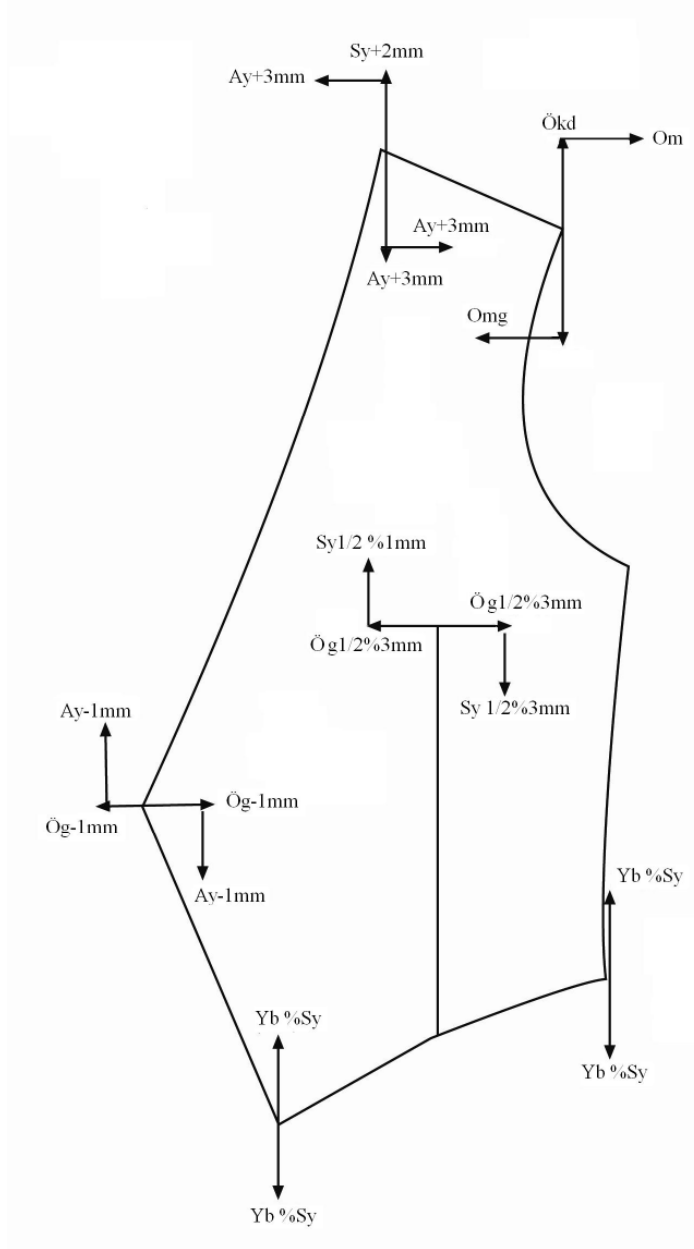 Sy+2mm
Ay+3mm
Ökd
Om
Ay+3mm
Ay+3mm
Omg
Sy1/2 %1mm
Ög1/2%3mm
Ög1/2%3mm
Sy 1/2%3mm
Ay-1mm
Ög-1mm
Ög-1mm
Ay-1mm
Yb %Sy
Yb %Sy
Yb %Sy
Yb %Sy